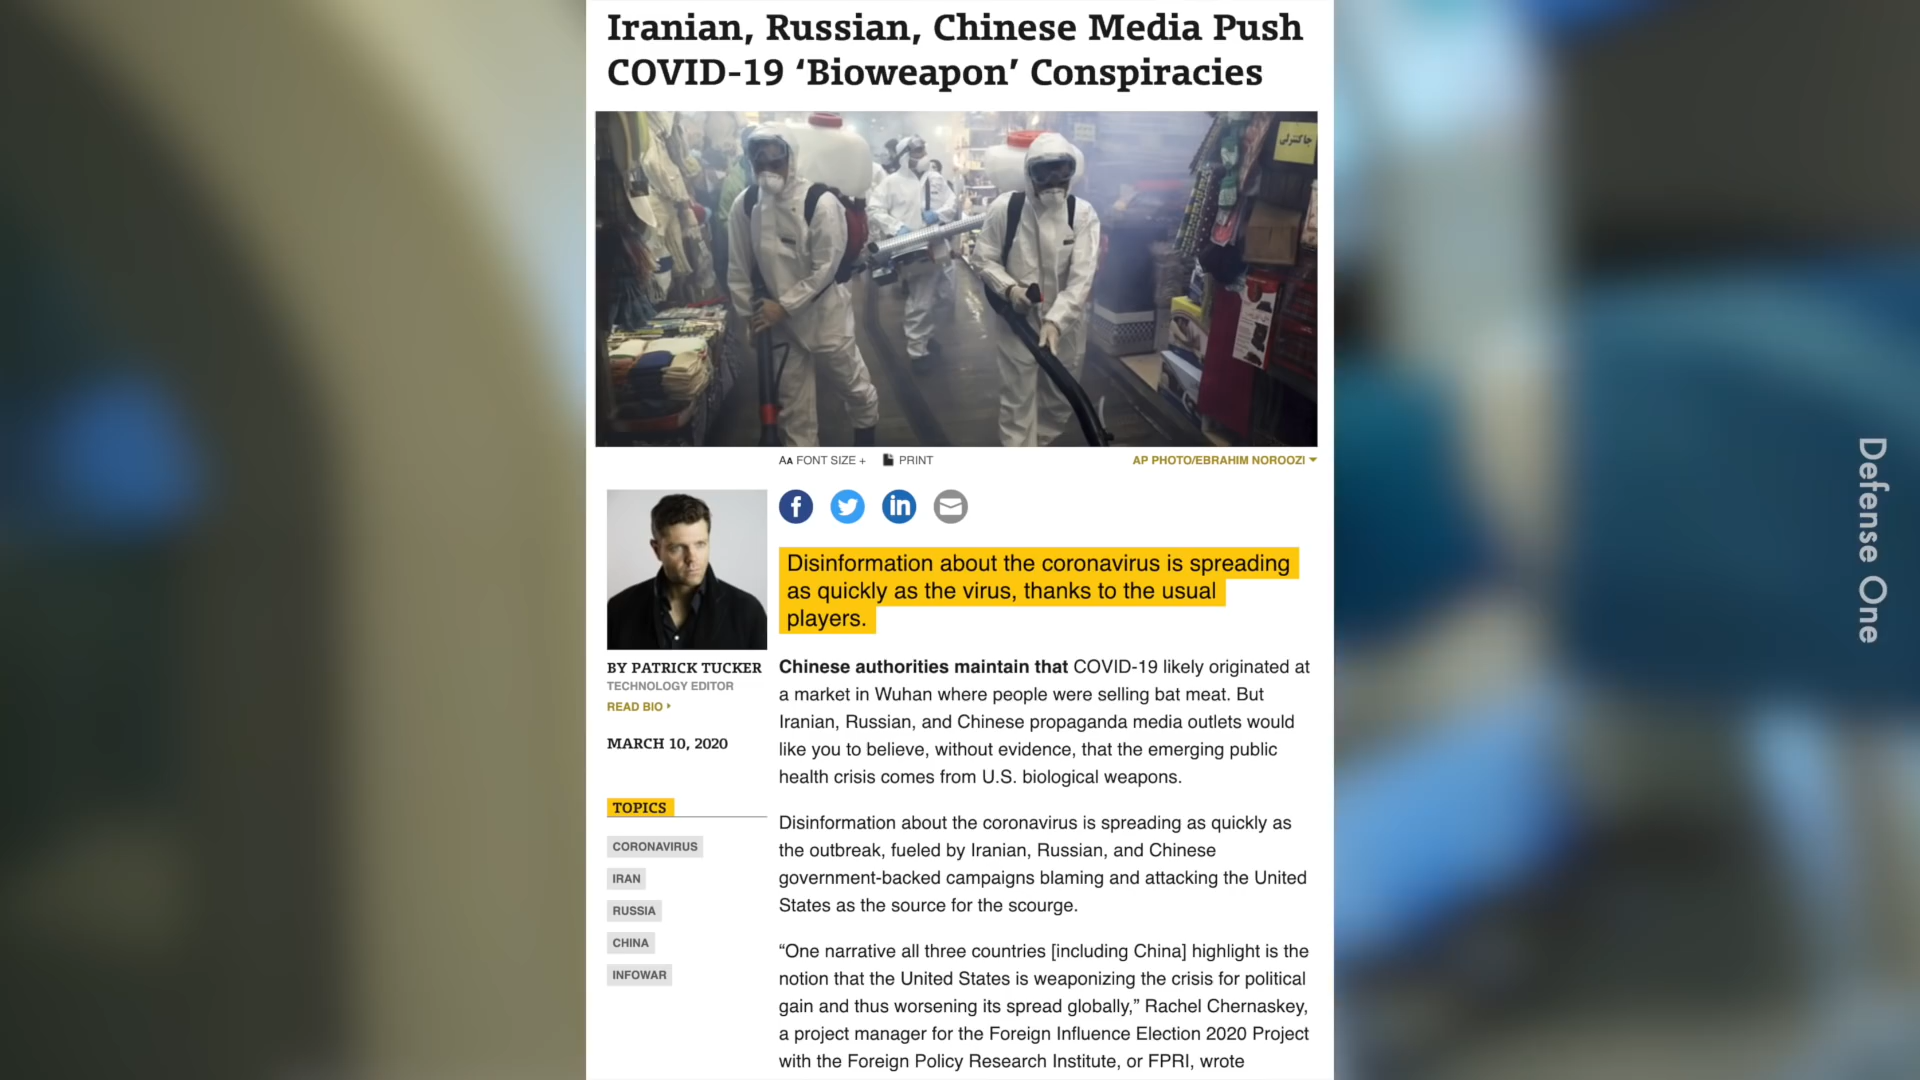 Iranian, Russian, Chinese Media Push
COVID-19 ‘Bioweapon’ Conspiracies
جاکنترلی
AA FONT SIZE +
PRINT
AP PHOTO/EBRAHIM NOROOZI
f
in
Disinformation about the coronavirus is spreading
as quickly as the virus, thanks to the usual
players.
BY PATRICK TUCKER
TECHNOLOGY EDITOR
READ BIO
MARCH 10, 2020
TOPICS
CORONAVIRUS
IRAN
RUSSIA
CHINA
INFOWAR
Chinese authorities maintain that COVID-19 likely originated at
a market in Wuhan where people were selling bat meat. But
Iranian, Russian, and Chinese propaganda media outlets would
like you to believe, without evidence, that the emerging public
health crisis comes from U.S. biological weapons.
Disinformation about the coronavirus is spreading as quickly as
the outbreak, fueled by Iranian, Russian, and Chinese
government-backed campaigns blaming and attacking the United
States as the source for the scourge.
“One narrative all three countries [including China] highlight is the
notion that the United States is weaponizing the crisis for political
gain and thus worsening its spread globally,” Rachel Chernaskey,
a project manager for the Foreign Influence Election 2020 Project
with the Foreign Policy Research Institute, or FPRI, wrote
Defense One